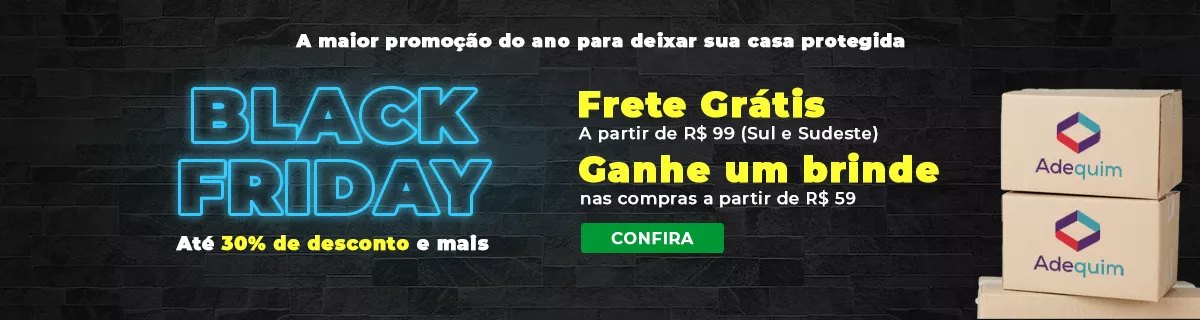 A maior promoção do ano para deixar sua casa protegida
BLACK
FRIDAY
Até 30% de desconto e mais
Frete Grátis
A partir de R$ 99 (Sul e Sudeste)
Ganhe um brinde
nas compras a partir de R$ 59
CONFIRA
Adequim
Adequim